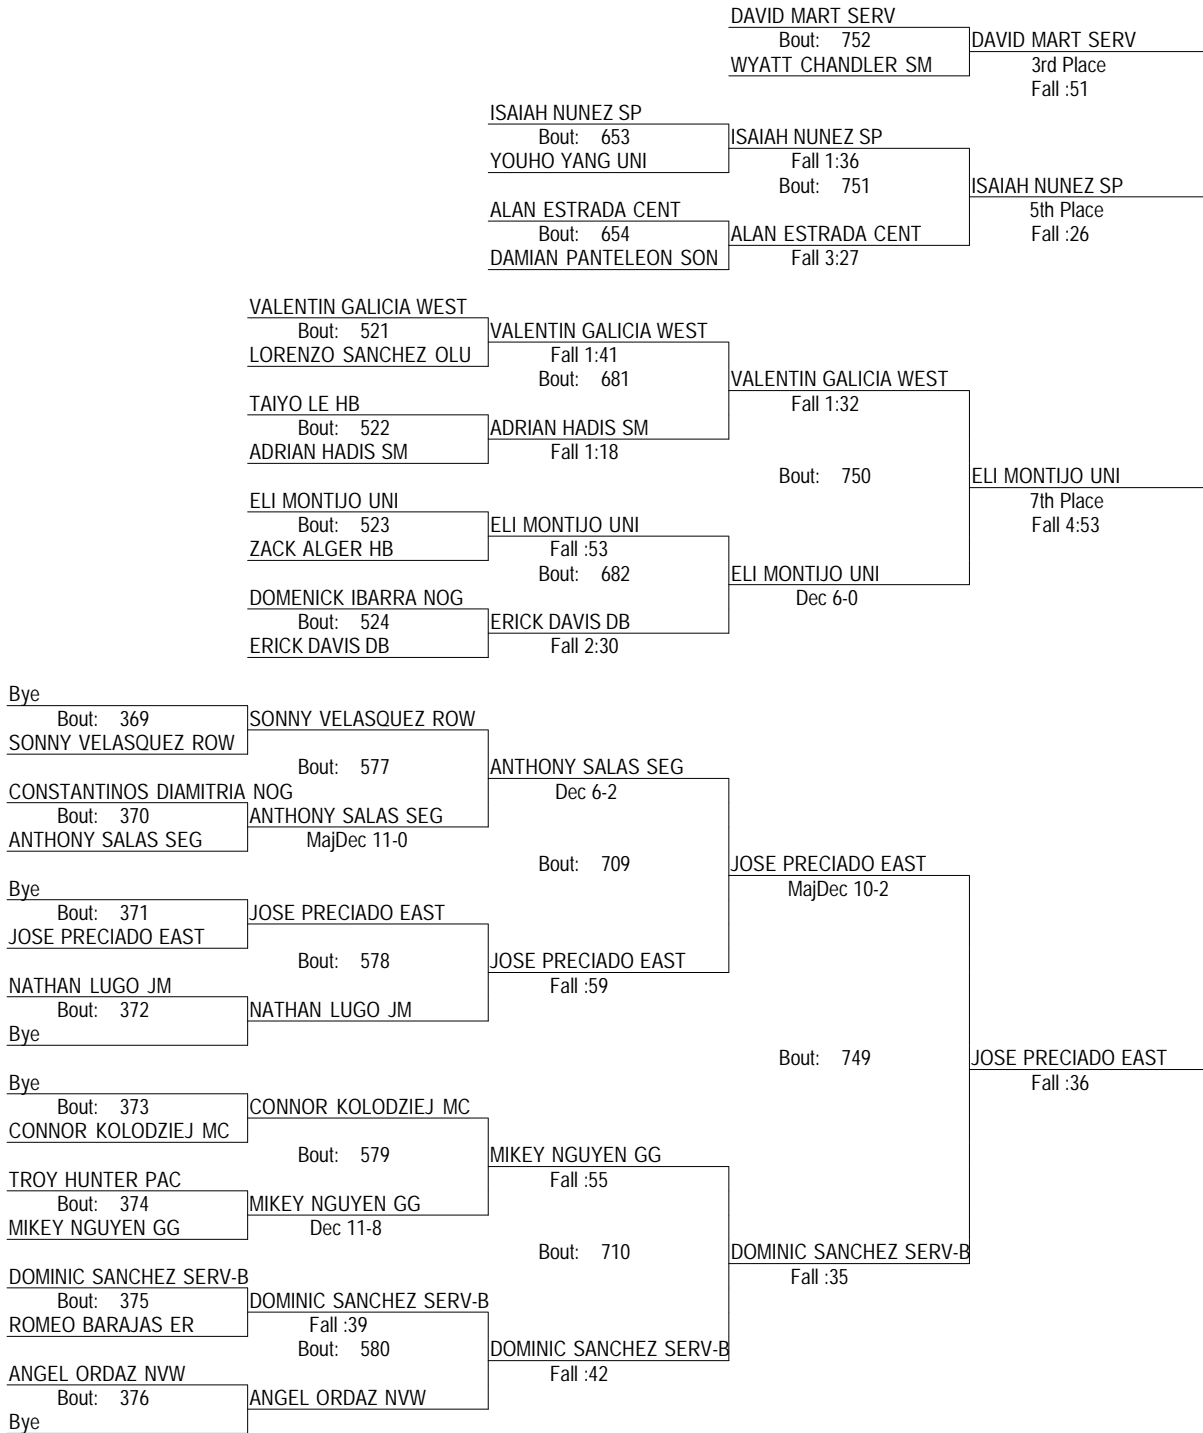 DAVID MART SERV
Bout: 752
DAVID MART SERV
WYATT CHANDLER SM
3rd Place
Fall :51
ISAIAH NUNEZ SP
Bout: 653
ISAIAH NUNEZ SP
YOUHO YANG UNI
Fall 1:36
Bout: 751
ISAIAH NUNEZ SP
ALAN ESTRADA CENT
5th Place
Bout: 654
ALAN ESTRADA CENT
Fall :26
DAMIAN PANTELEON SON
Fall 3:27
VALENTIN GALICIA WEST
Bout: 521
VALENTIN GALICIA WEST
LORENZO SANCHEZ OLU
Fall 1:41
Bout: 681
VALENTIN GALICIA WEST
TAIYO LE HB
Fall 1:32
Bout: 522
ADRIAN HADIS SM
ADRIAN HADIS SM
Fall 1:18
Bout: 750
ELI MONTIJO UNI
ELI MONTIJO UNI
7th Place
Bout: 523
ELI MONTIJO UNI
Fall 4:53
ZACK ALGER HB
Fall :53
Bout: 682
ELI MONTIJO UNI
DOMENICK IBARRA NOG
Dec 6-0
Bout: 524
ERICK DAVIS DB
ERICK DAVIS DB
Fall 2:30
Bye
Bout: 369
SONNY VELASQUEZ ROW
SONNY VELASQUEZ ROW
Bout: 577
ANTHONY SALAS SEG
CONSTANTINOS DIAMITRIA NOG
Dec 6-2
Bout: 370
ANTHONY SALAS SEG
ANTHONY SALAS SEG
MajDec 11-0
Bout: 709
JOSE PRECIADO EAST
Bye
MajDec 10-2
Bout: 371
JOSE PRECIADO EAST
JOSE PRECIADO EAST
Bout: 578
JOSE PRECIADO EAST
NATHAN LUGO JM
Fall :59
Bout: 372
NATHAN LUGO JM
Bye
Bout: 749
JOSE PRECIADO EAST
Bye
Fall :36
Bout: 373
CONNOR KOLODZIEJ MC
CONNOR KOLODZIEJ MC
Bout: 579
MIKEY NGUYEN GG
TROY HUNTER PAC
Fall :55
Bout: 374
MIKEY NGUYEN GG
MIKEY NGUYEN GG
Dec 11-8
Bout: 710
DOMINIC SANCHEZ SERV-B
DOMINIC SANCHEZ SERV-B
Fall :35
Bout: 375
DOMINIC SANCHEZ SERV-B
ROMEO BARAJAS ER
Fall :39
Bout: 580
DOMINIC SANCHEZ SERV-B
ANGEL ORDAZ NVW
Fall :42
Bout: 376
ANGEL ORDAZ NVW
Bye